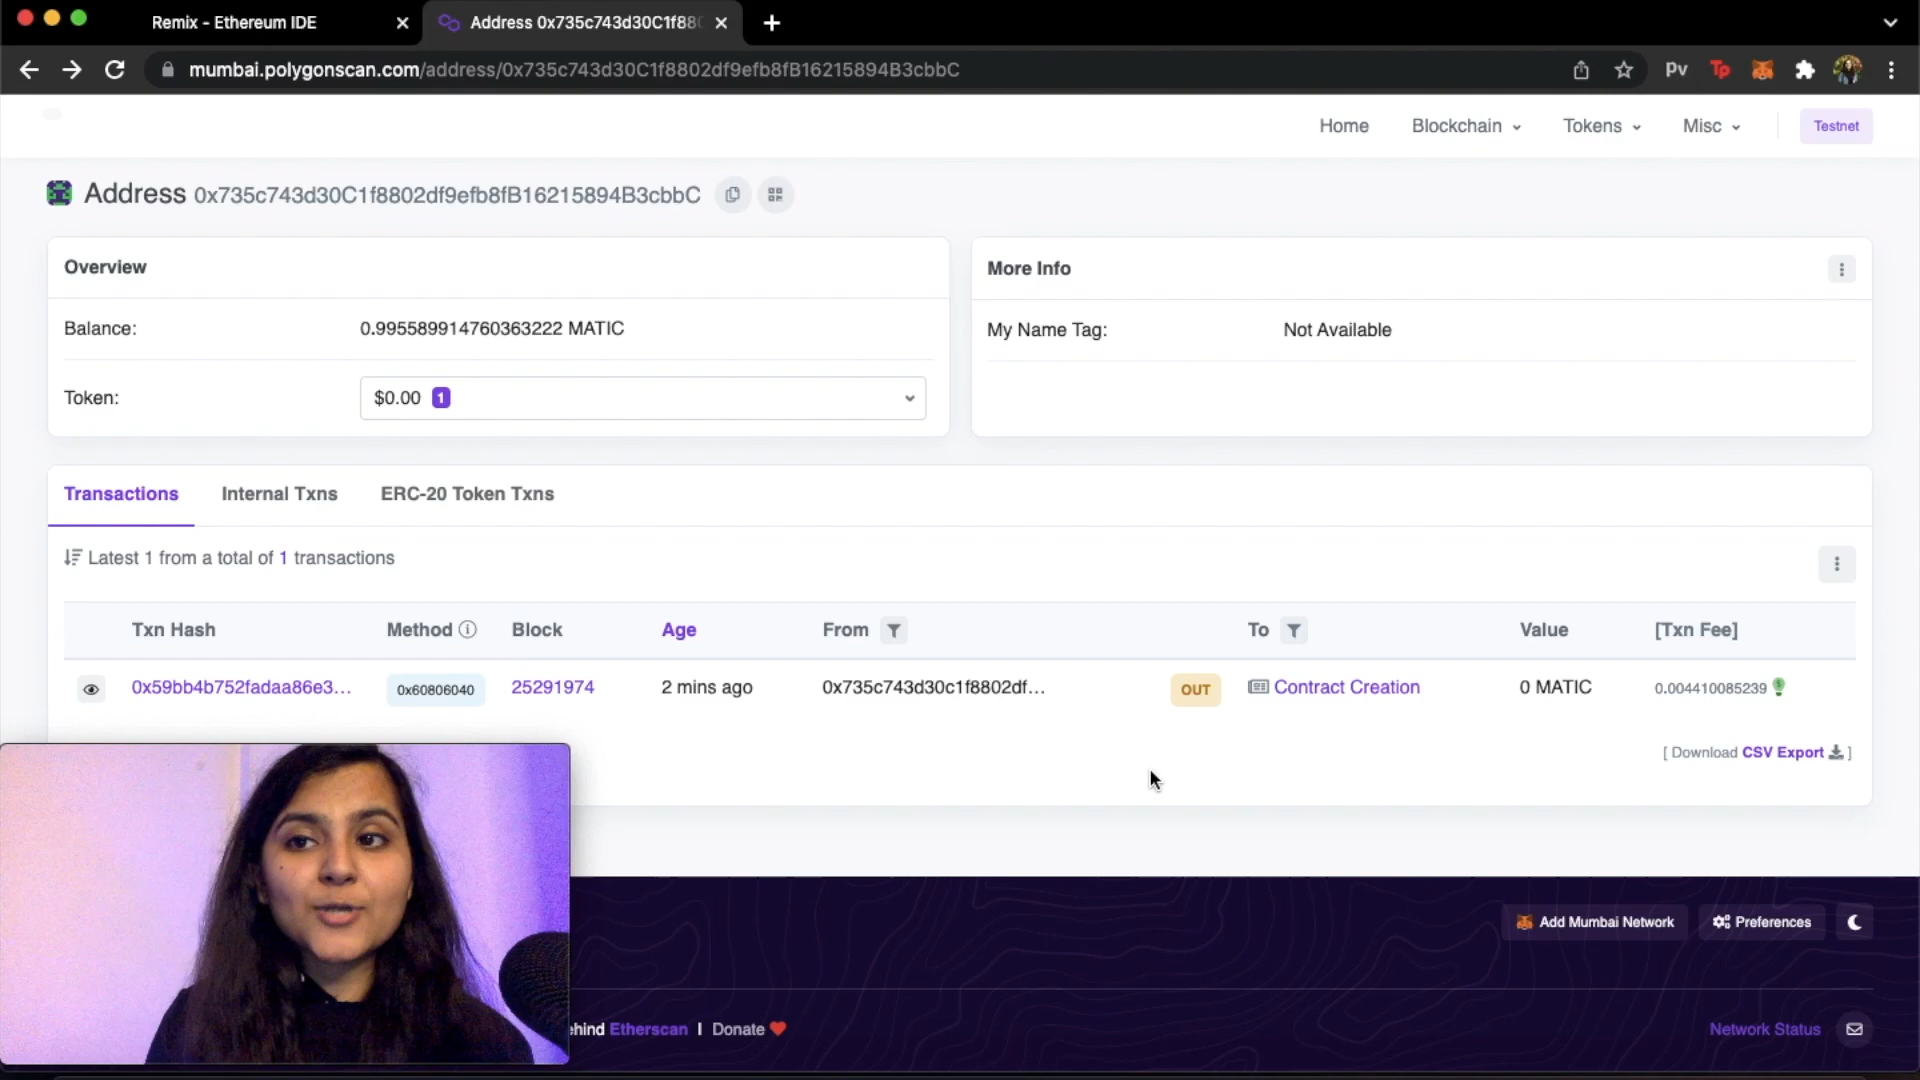 Remix - Ethereum IDE
Address 0x735c743d30C1f88
mumbai.polygonscan.com/address/0x735c743d30C1f8802df9efb8fB16215894B3cbbC
pv
Tp
Home
Blockchain
Tokens
Misc
Testnet
Address 0x735c743d30C1f8802df9efb8fB16215894B3cbbC
Overview
Balance: 0.995589914760363222 MATIC
Token: $0.00 1
More Info
My Name Tag: Not Available
Transactions
Internal Txns
ERC-20 Token Txns
Latest 1 from a total of 1 transactions
Txn Hash Method Block Age From To Value [Txn Fee]
0x59bb4b752fadaa86e3... 0x60806040 25291974 2 mins ago 0x735c743d30c1f8802df... OUT Contract Creation 0 MATIC 0.004410085239
[ Download CSV Export ]
Add Mumbai Network
Preferences
ehind Etherscan | Donate
Network Status